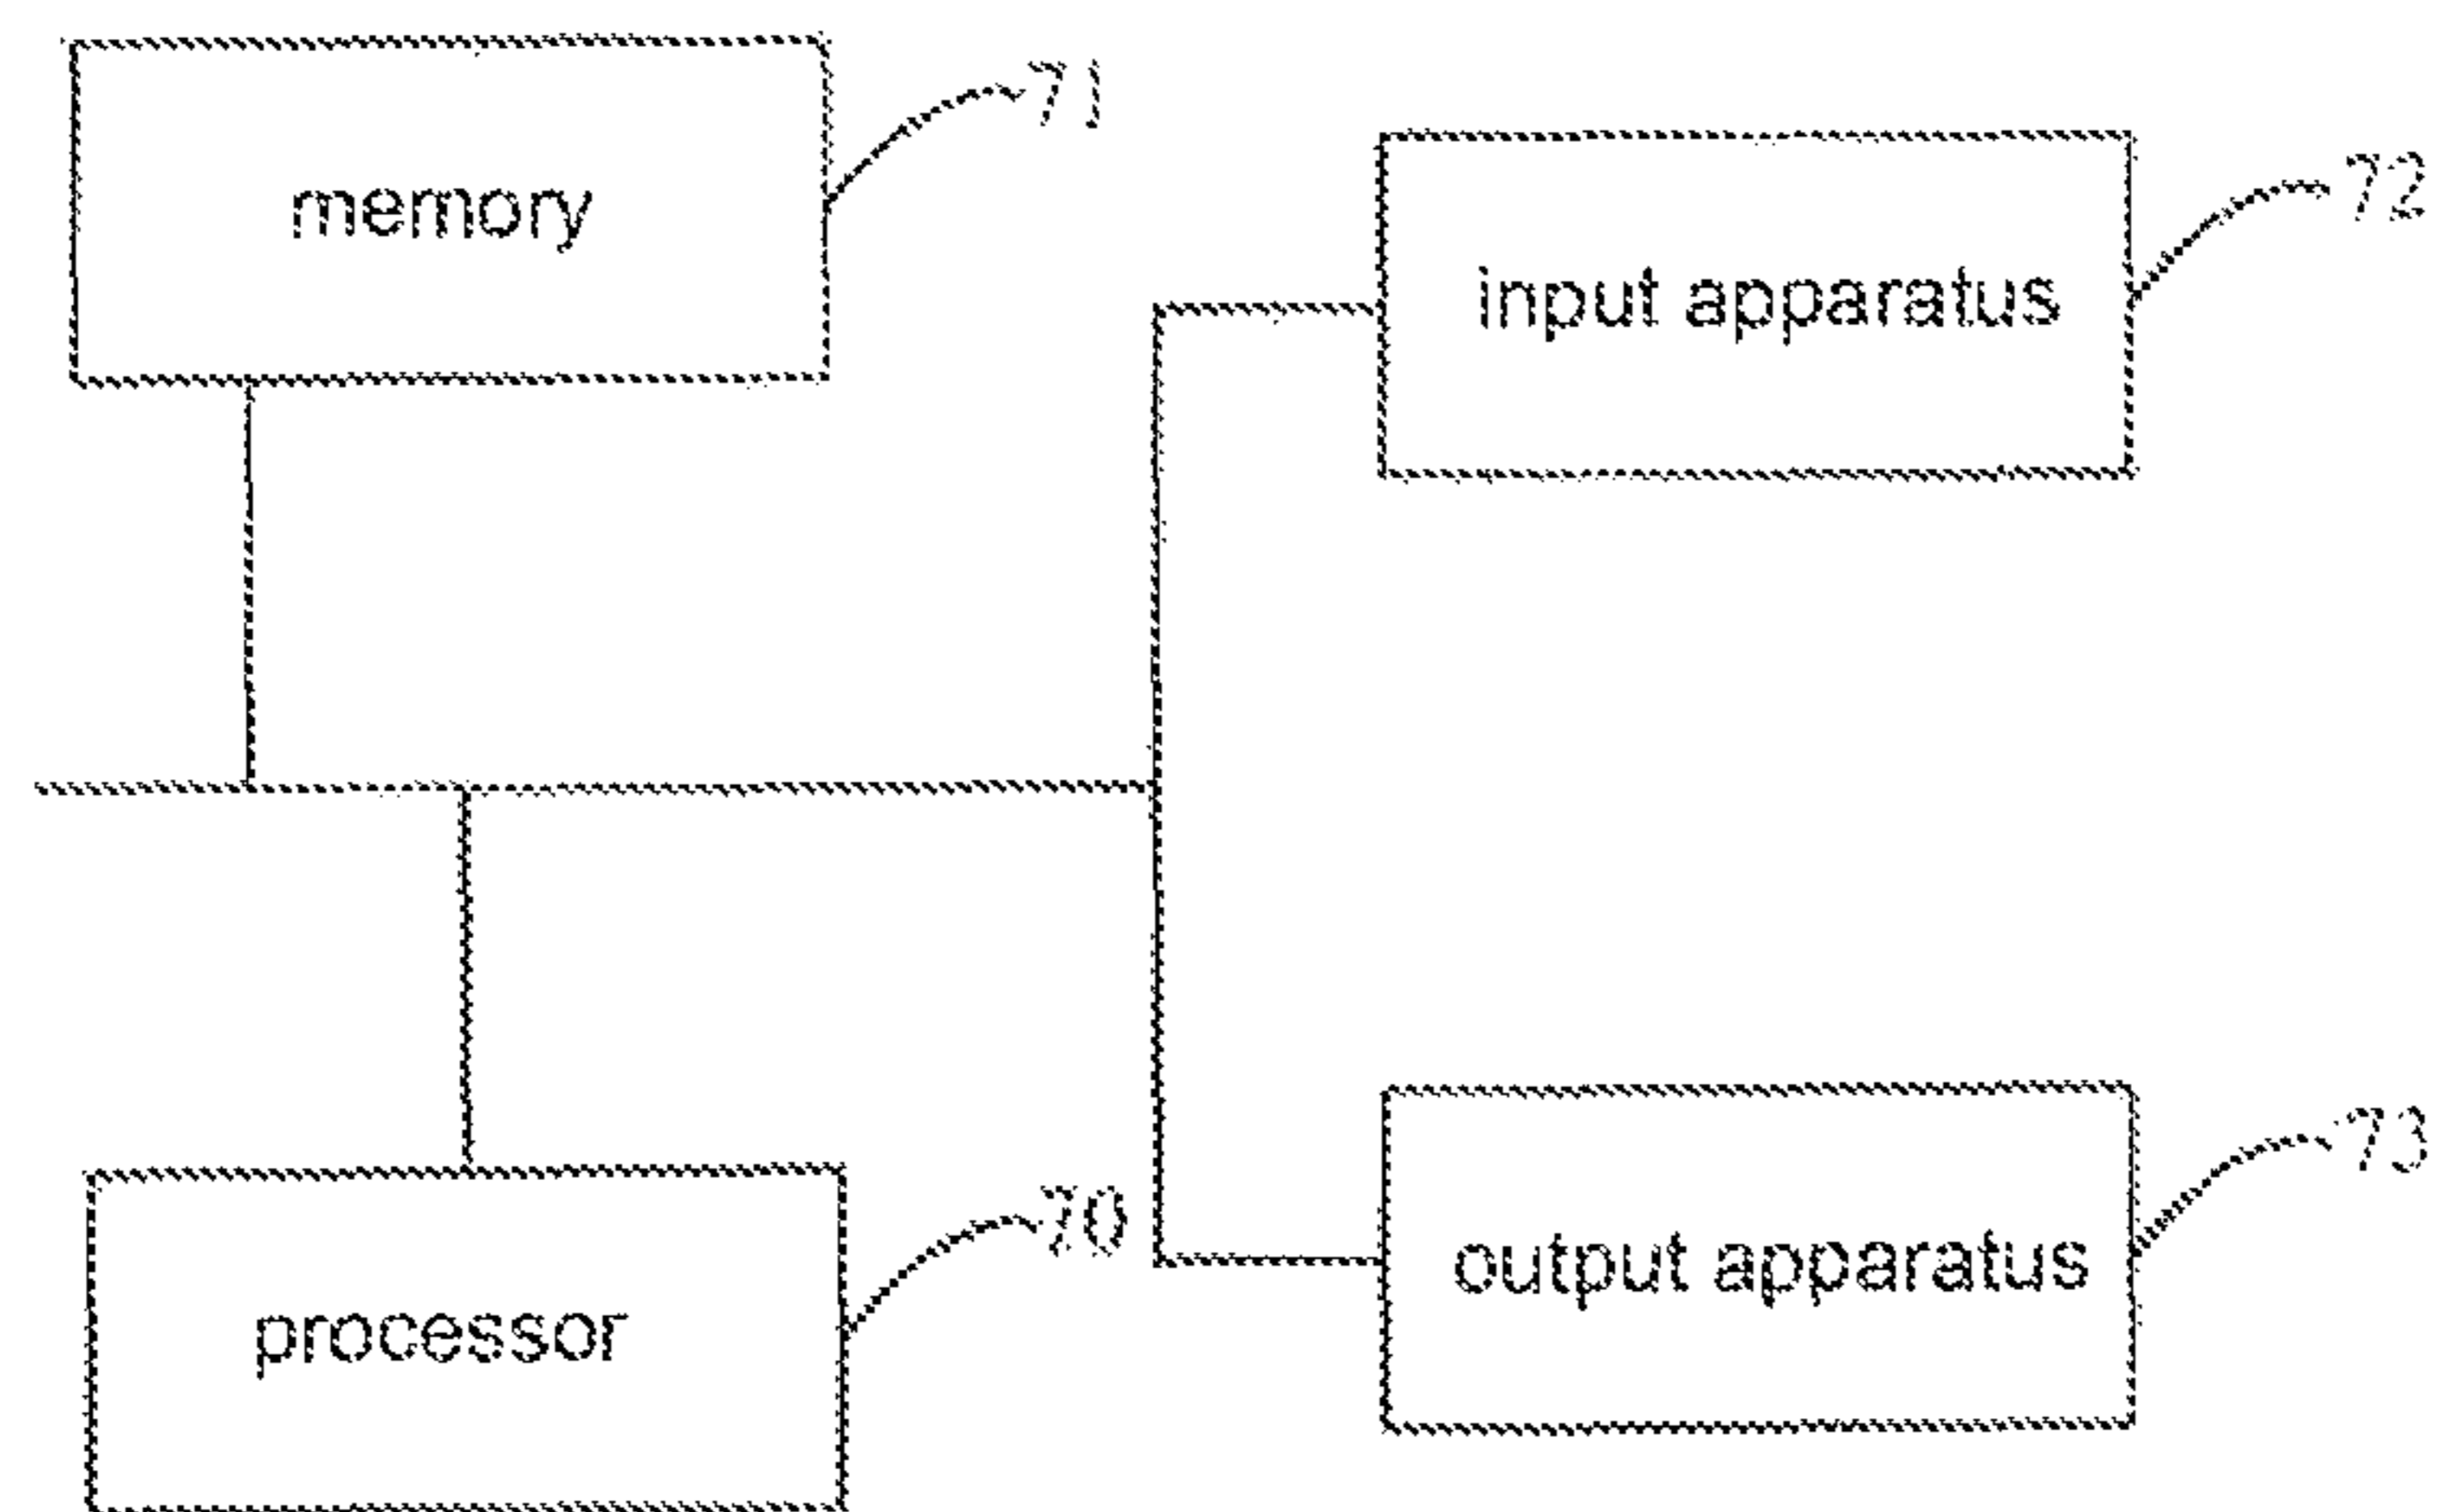 memory
71
input apparatus
72
processor
70
output apparatus
73